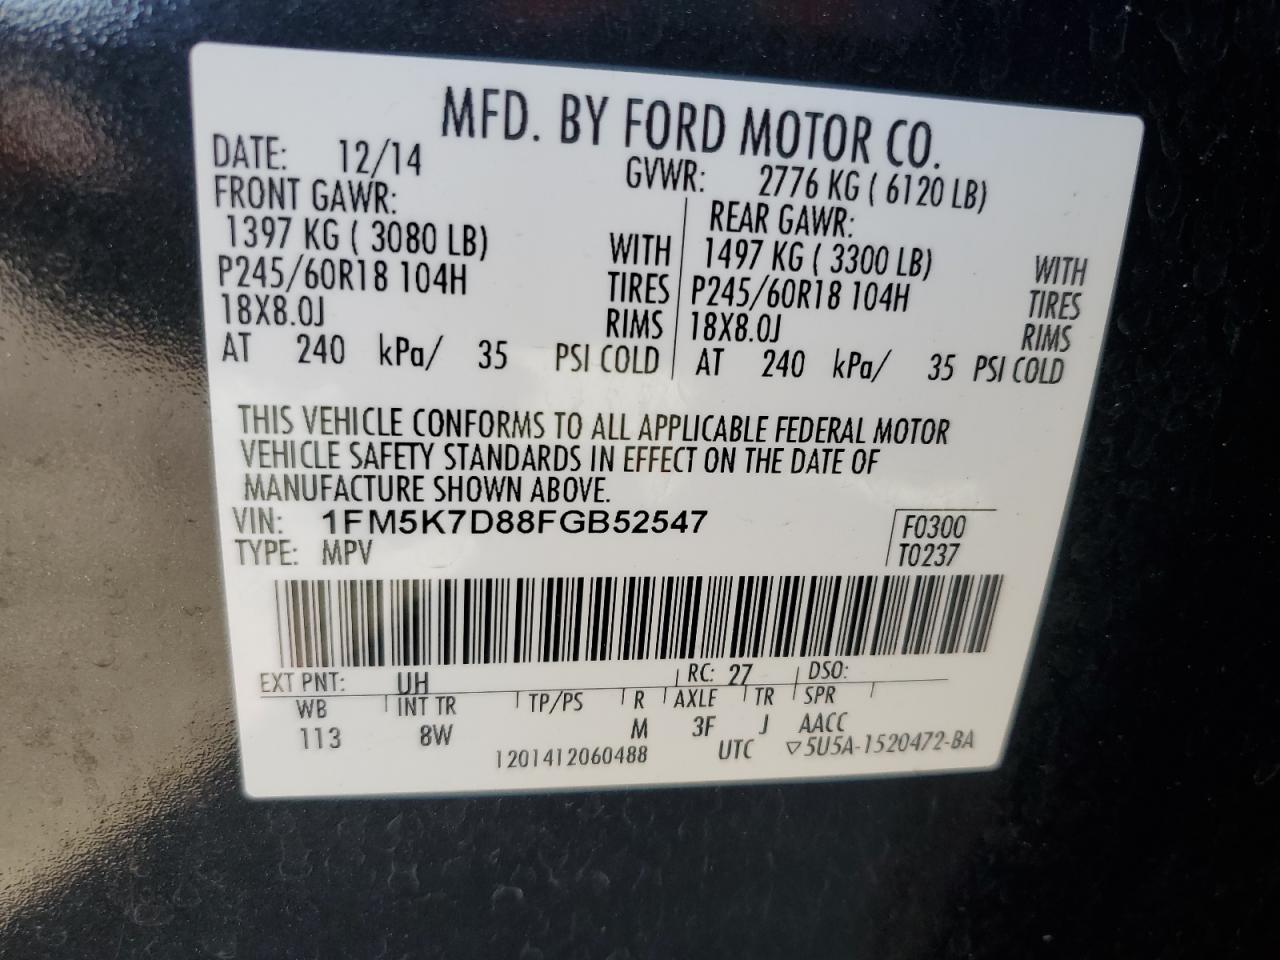 MFD. BY FORD MOTOR CO.
DATE: 12/14 GVWR: 2776 KG ( 6120 LB)
FRONT GAWR: REAR GAWR:
1397 KG ( 3080 LB) WITH 1497 KG ( 3300 LB) WITH
P245/60R18 104H TIRES P245/60R18 104H TIRES
18X8.0J RIMS 18X8.0J RIMS
AT 240 kPa/ 35 PSI COLD AT 240 kPa/ 35 PSI COLD
THIS VEHICLE CONFORMS TO ALL APPLICABLE FEDERAL MOTOR
VEHICLE SAFETY STANDARDS IN EFFECT ON THE DATE OF
MANUFACTURE SHOWN ABOVE.
VIN: 1FM5K7D88FGB52547 F0300
TYPE: MPV T0237
EXT PNT: UH RC: 27 DSO:
WB INT TR TP/PS R AXLE TR SPR
113 8W M 3F J AACC
1201412060488 UTC ▽5U5A-1520472-BA